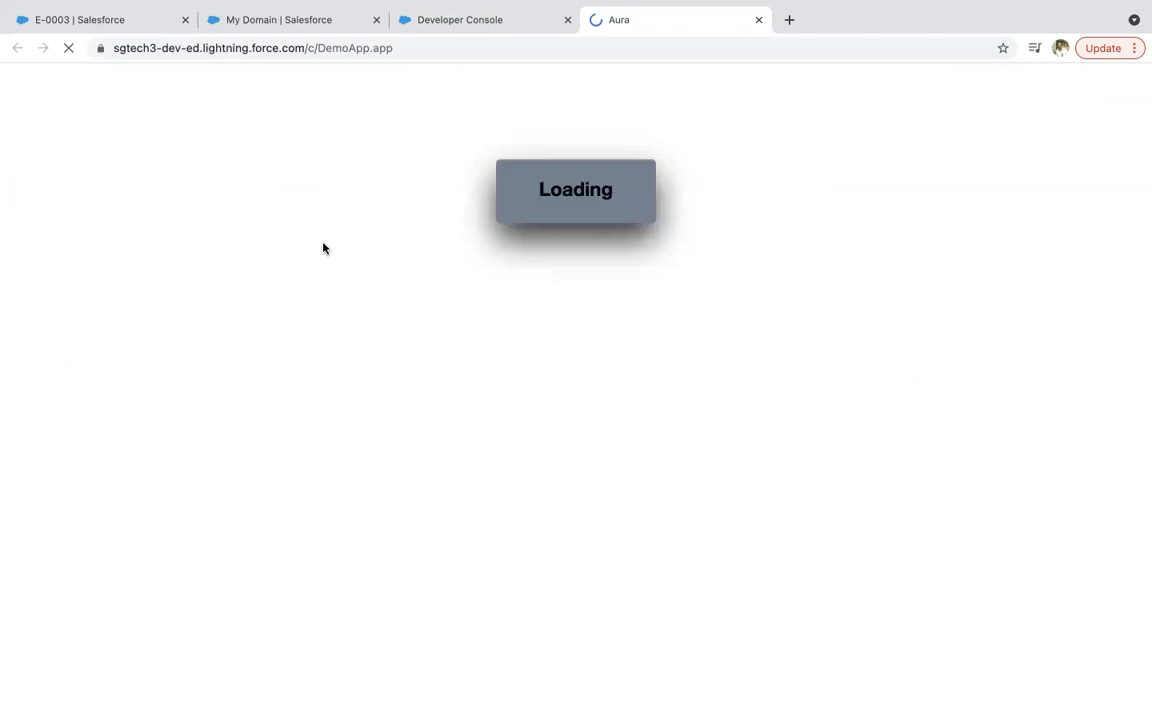 E-0003 | Salesforce
My Domain | Salesforce
Developer Console
Aura
sgtech3-dev-ed.lightning.force.com/c/DemoApp.app
Update
Loading